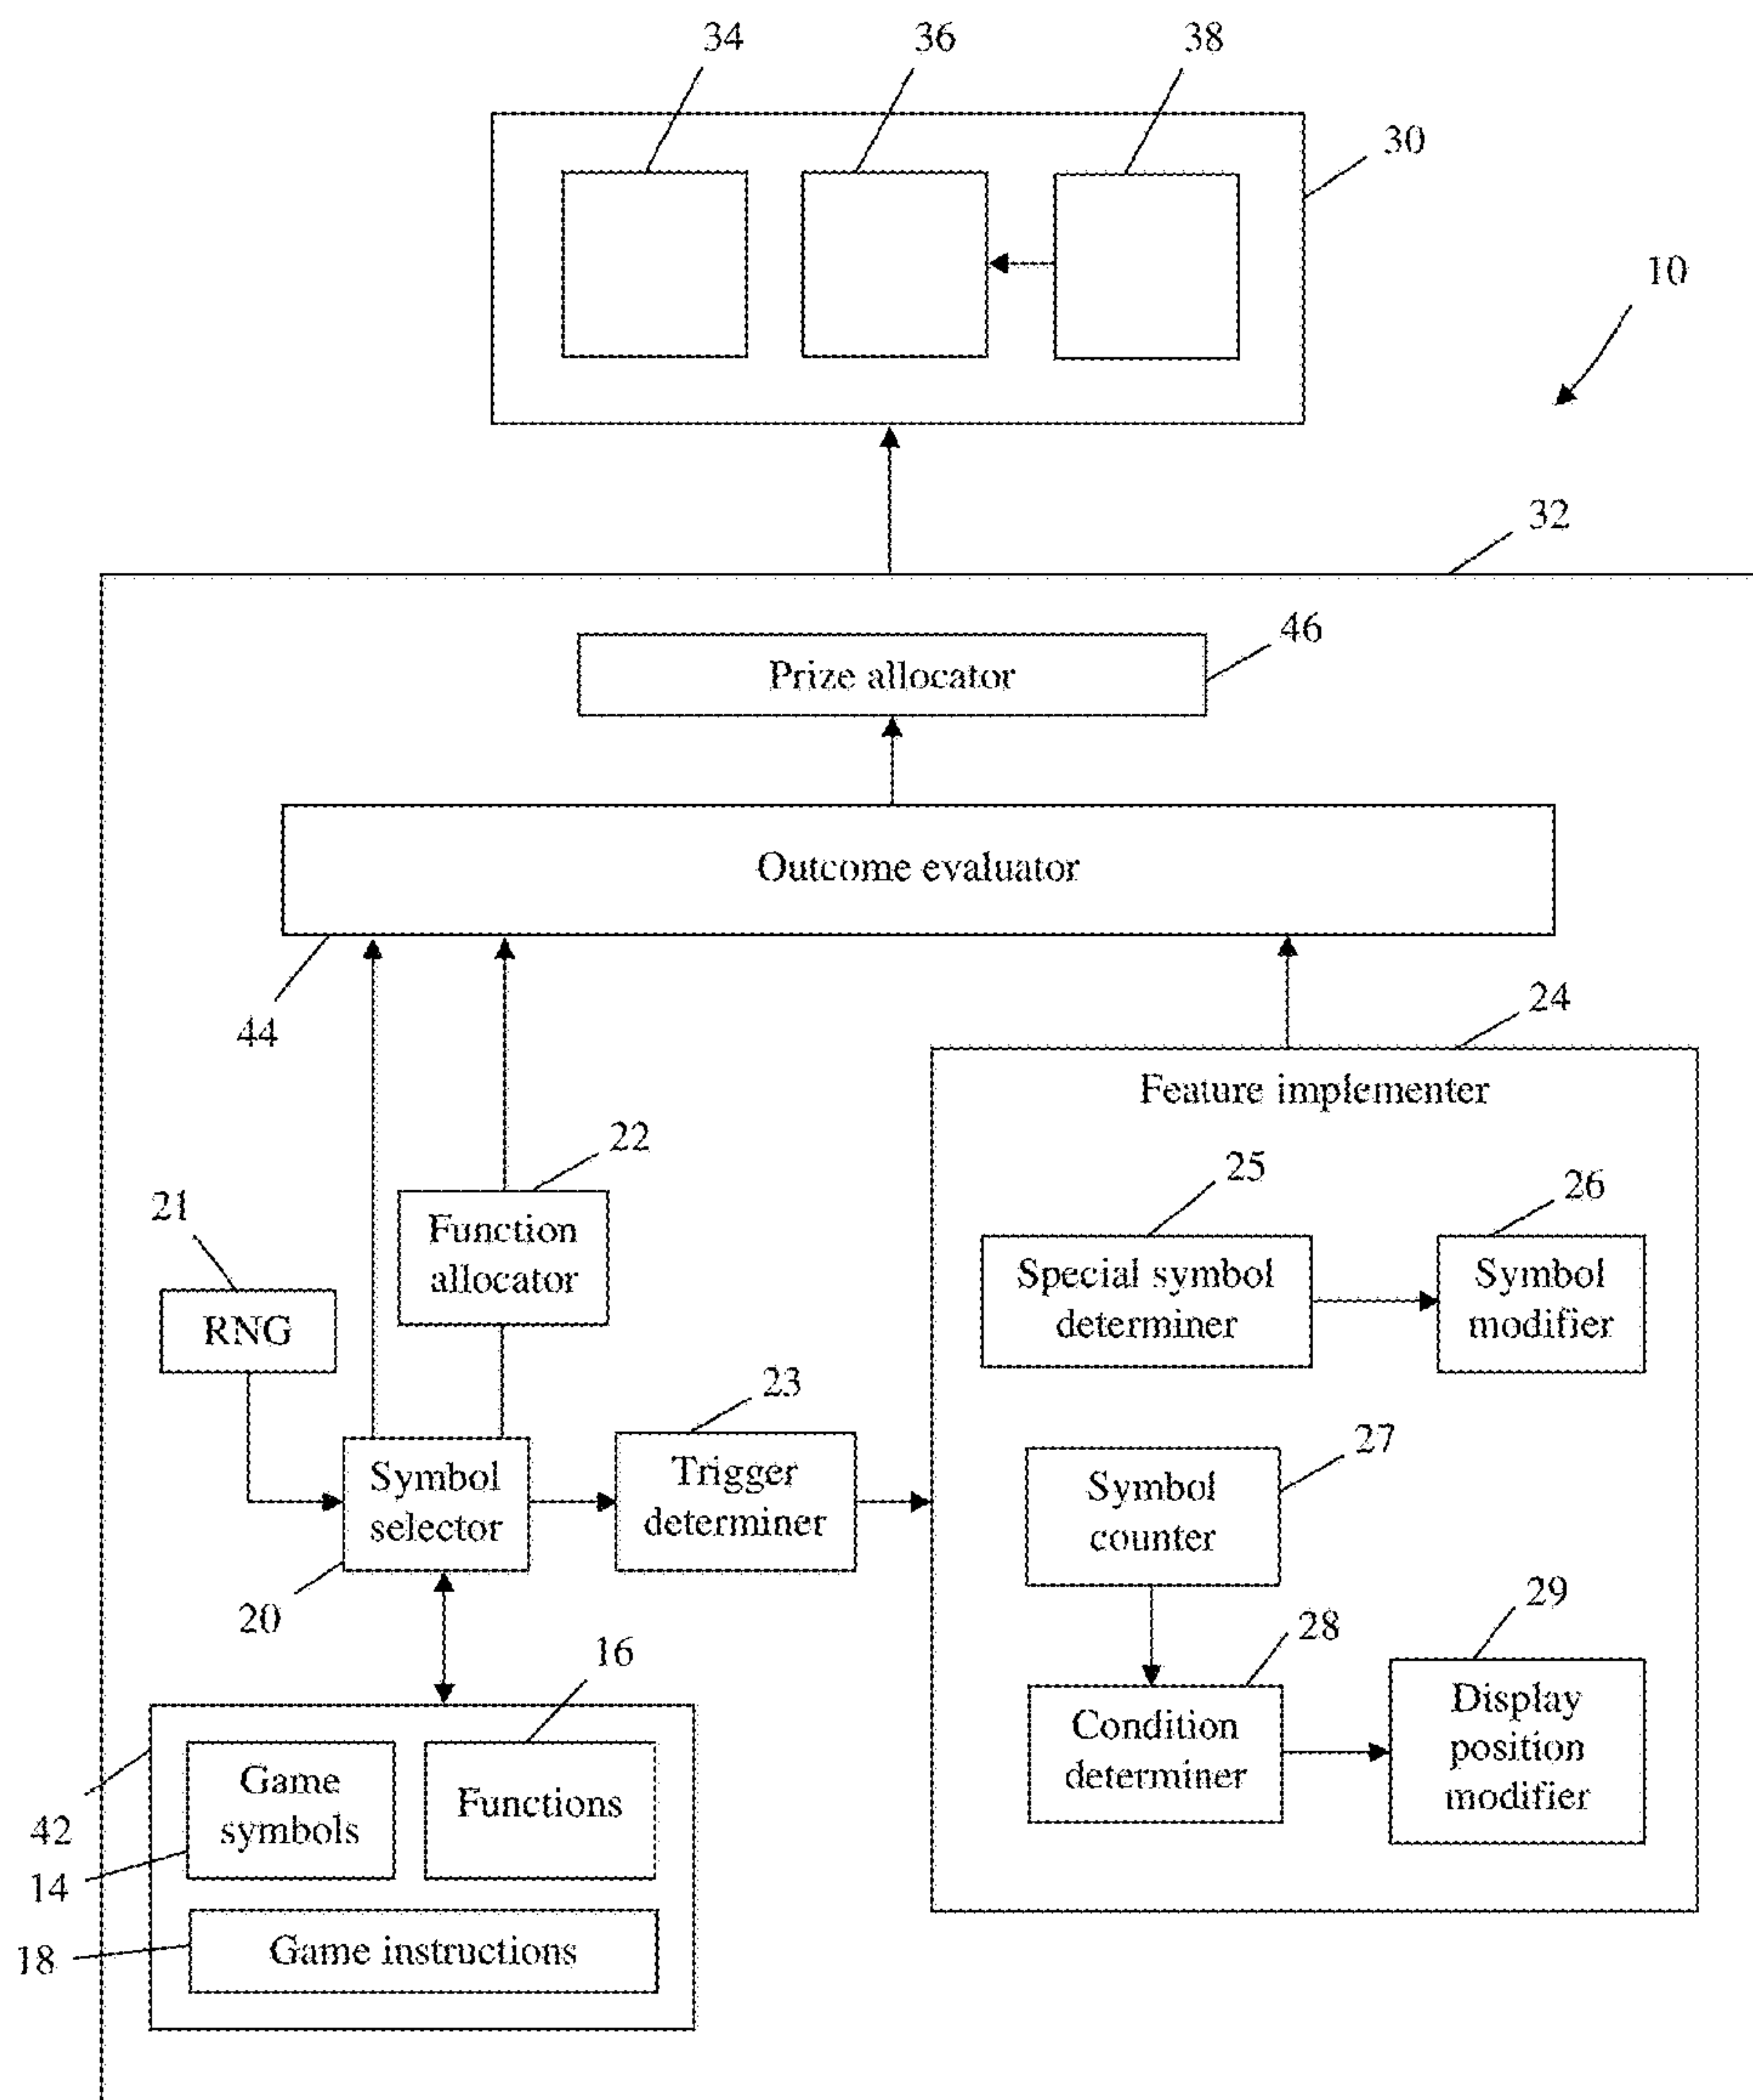 34
36
38
30
10
32
46
Prize allocator
Outcome evaluator
44
24
Feature implementer
22
25
26
21
Function
allocator
Special symbol
determiner
Symbol
modifier
RNG
23
27
Symbol
selector
Trigger
determiner
Symbol
counter
20
28
29
16
Condition
determiner
Display
position
modifier
Game
symbols
Functions
42
14
18
Game instructions